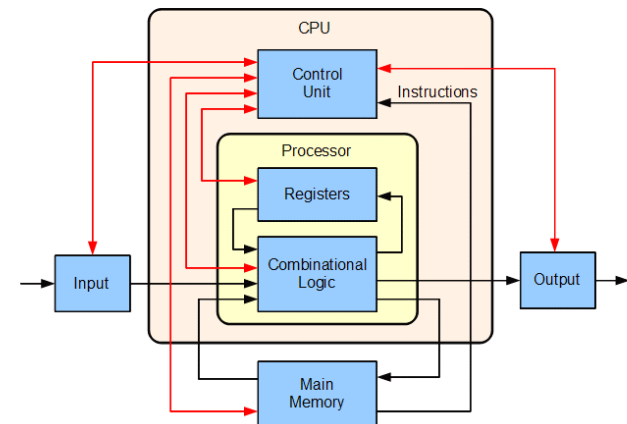 CPU
Control
Unit
Instructions
Processor
Registers
Combinational
Logic
Input
Output
Main
Memory